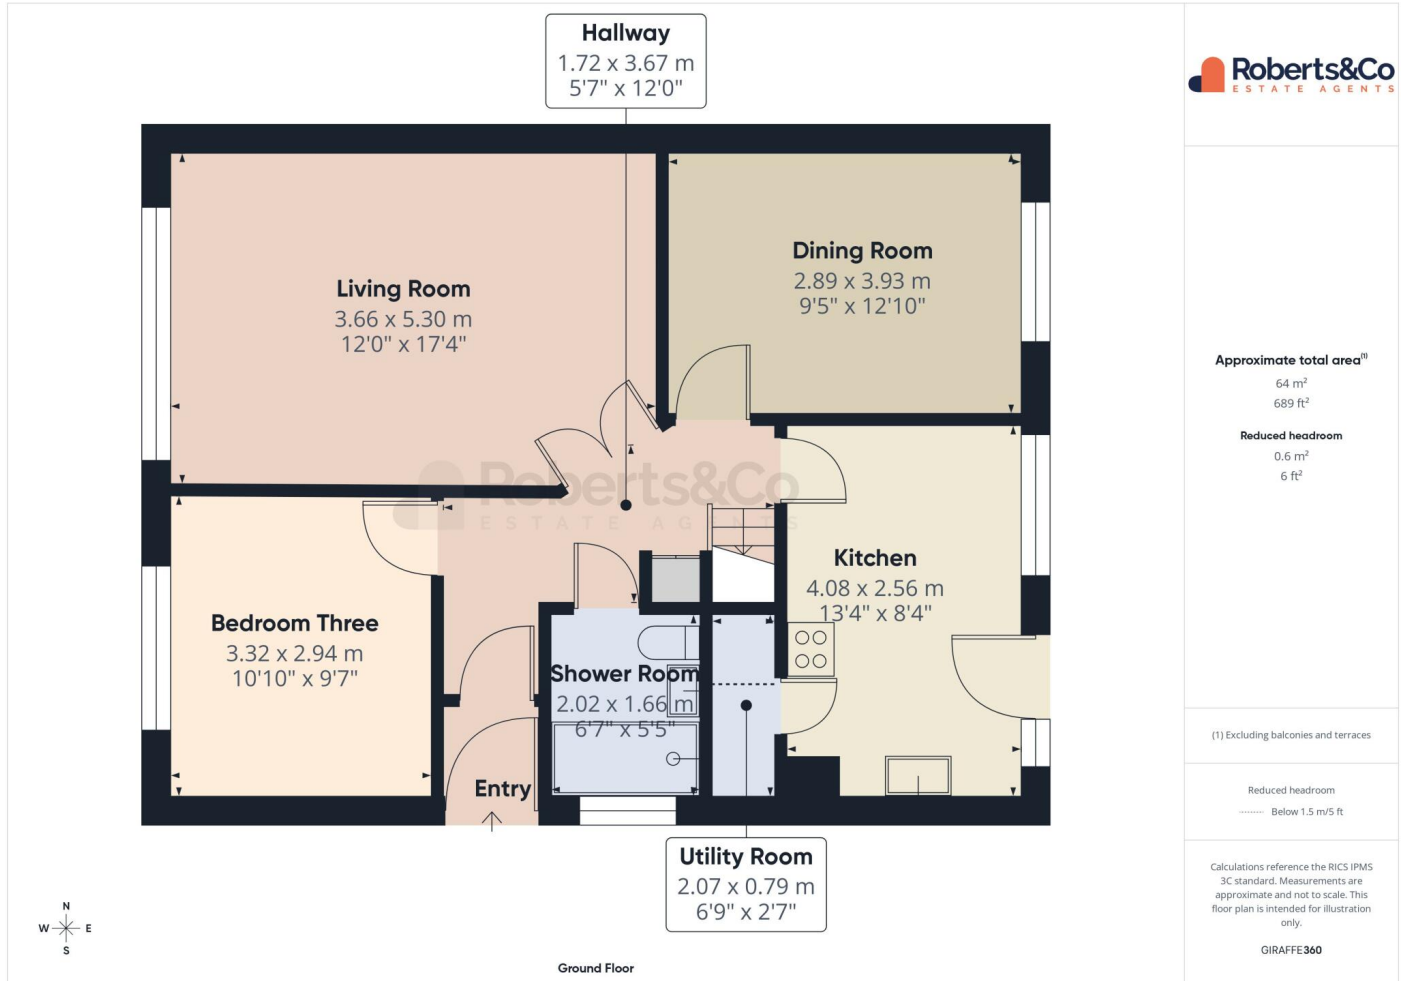 Hallway
1.72 x 3.67 m
5'7" x 12'0"
Roberts&Co
ESTATE AGENTS
Living Room
3.66 x 5.30 m
12'0" x 17'4"
Dining Room
2.89 x 3.93 m
9'5" x 12'10"
Roberts&Co
ESTATE AGENTS
Kitchen
4.08 x 2.56 m
13'4" x 8'4"
Bedroom Three
3.32 x 2.94 m
10'10" x 9'7"
Shower Room
2.02 x 1.66 m
6'7" x 5'5"
Entry
Utility Room
2.07 x 0.79 m
6'9" x 2'7"
N
W E
S
Ground Floor
Approximate total area(1)
64 m²
689 ft²
Reduced headroom
0.6 m²
6 ft²
(1) Excluding balconies and terraces
Reduced headroom
Below 1.5 m/5 ft
Calculations reference the RICS IPMS
3C standard. Measurements are
approximate and not to scale. This
floor plan is intended for illustration
only.
GIRAFFE360